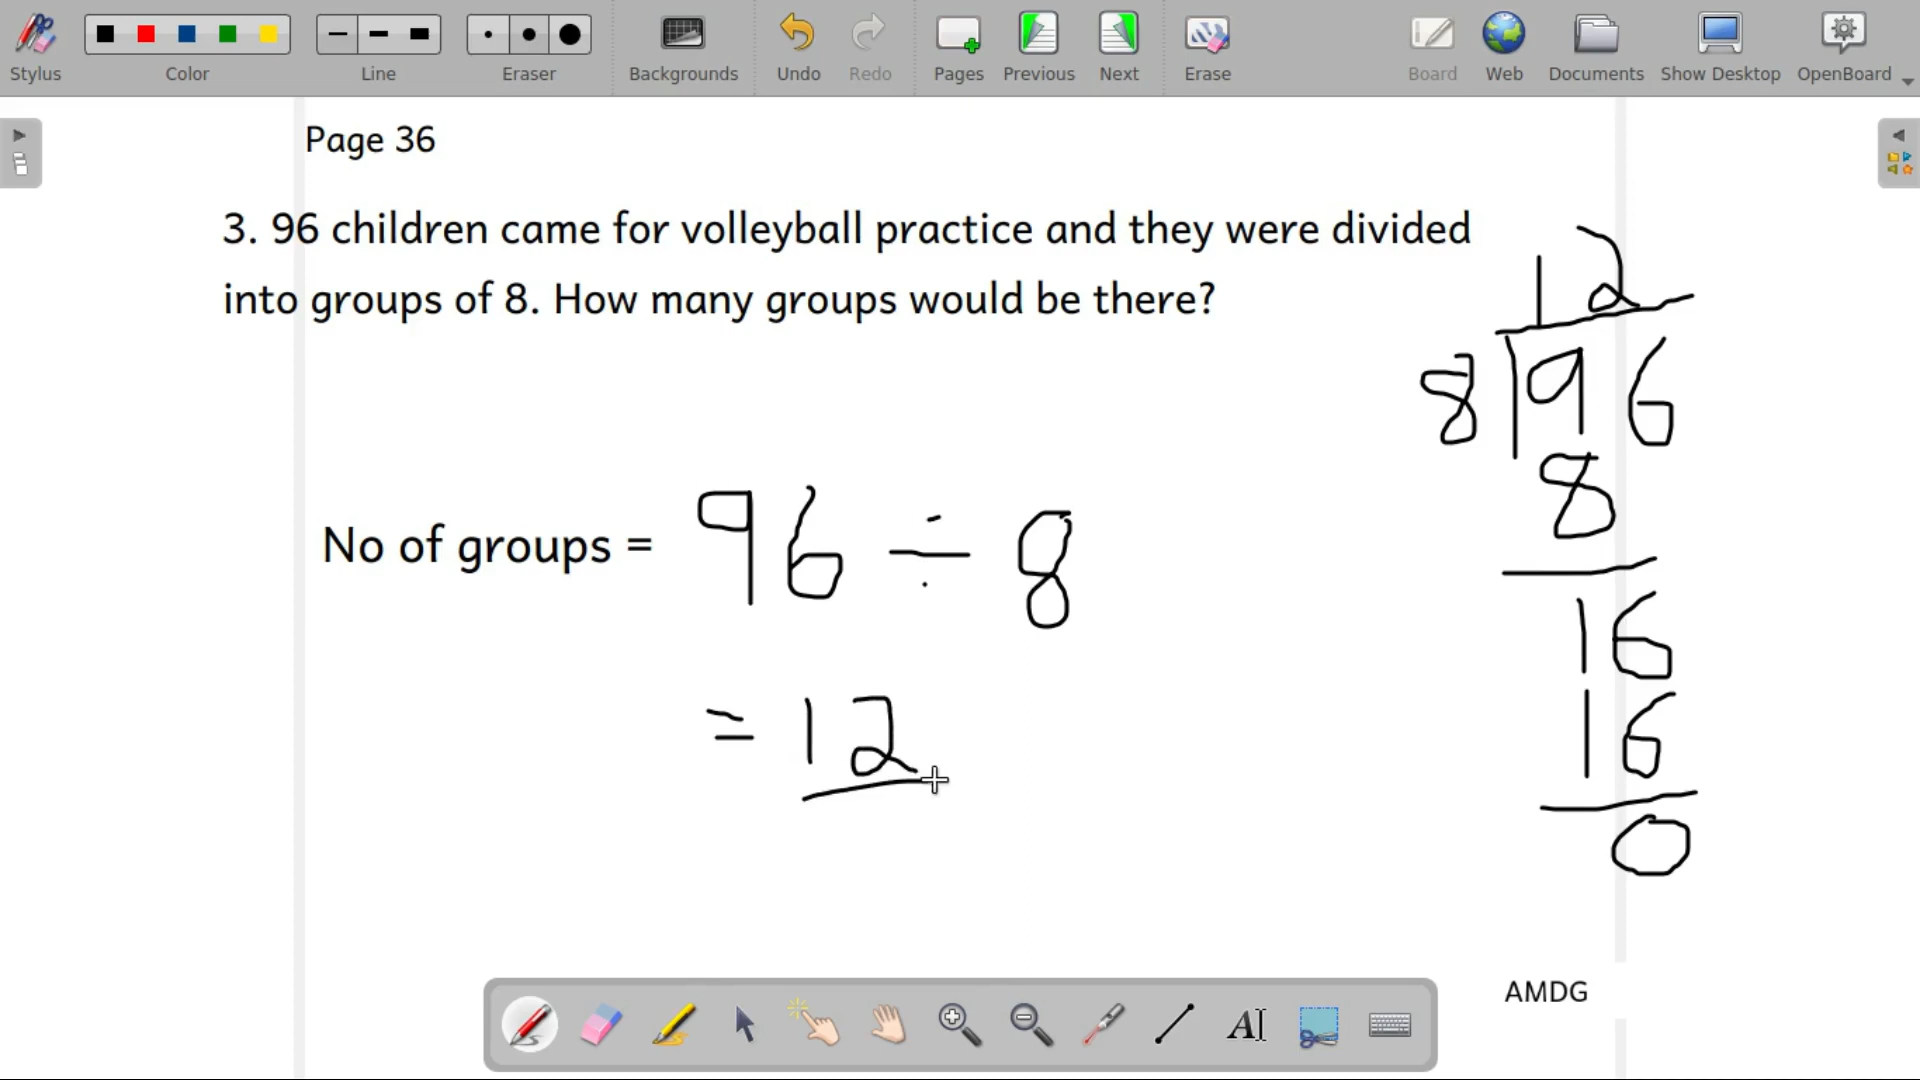 Stylus Color Line Eraser Backgrounds Undo Redo Pages Previous Next Erase Board Web Documents Show Desktop OpenBoard
Page 36
3. 96 children came for volleyball practice and they were divided
into groups of 8. How many groups would be there?
No of groups = 96 ÷ 8
= 12
12
8 96
8
16
16
0
AMDG